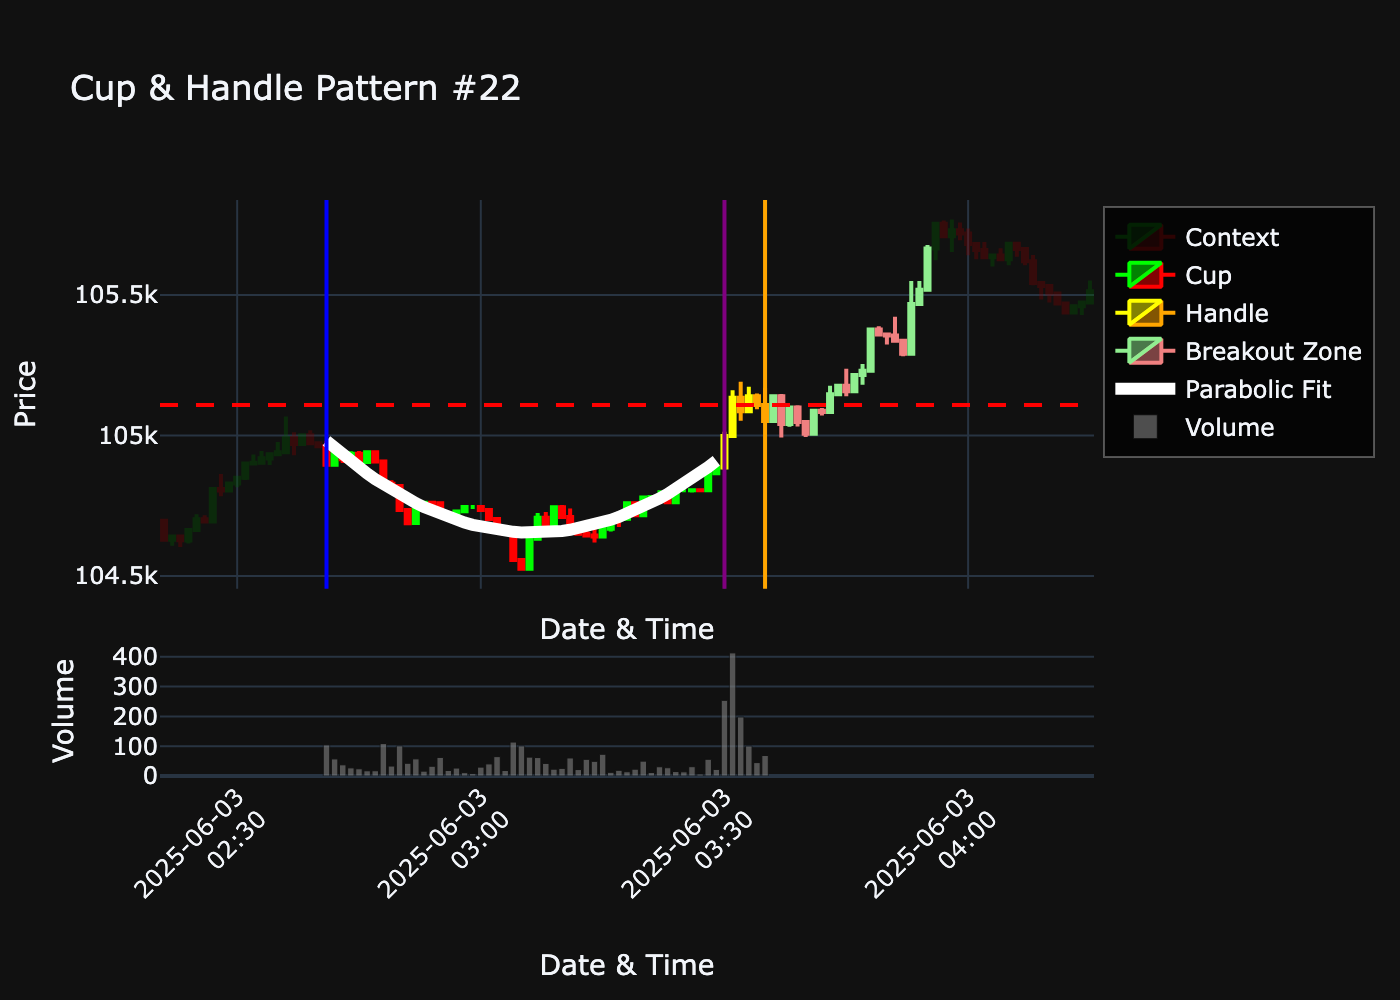 Cup & Handle Pattern #22
Price
105.5k
105k
104.5k
Context
Cup
Handle
Breakout Zone
Parabolic Fit
Volume
Date & Time
Volume
400
300
200
100
0
2025-06-03
02:30
2025-06-03
03:00
2025-06-03
03:30
2025-06-03
04:00
Date & Time